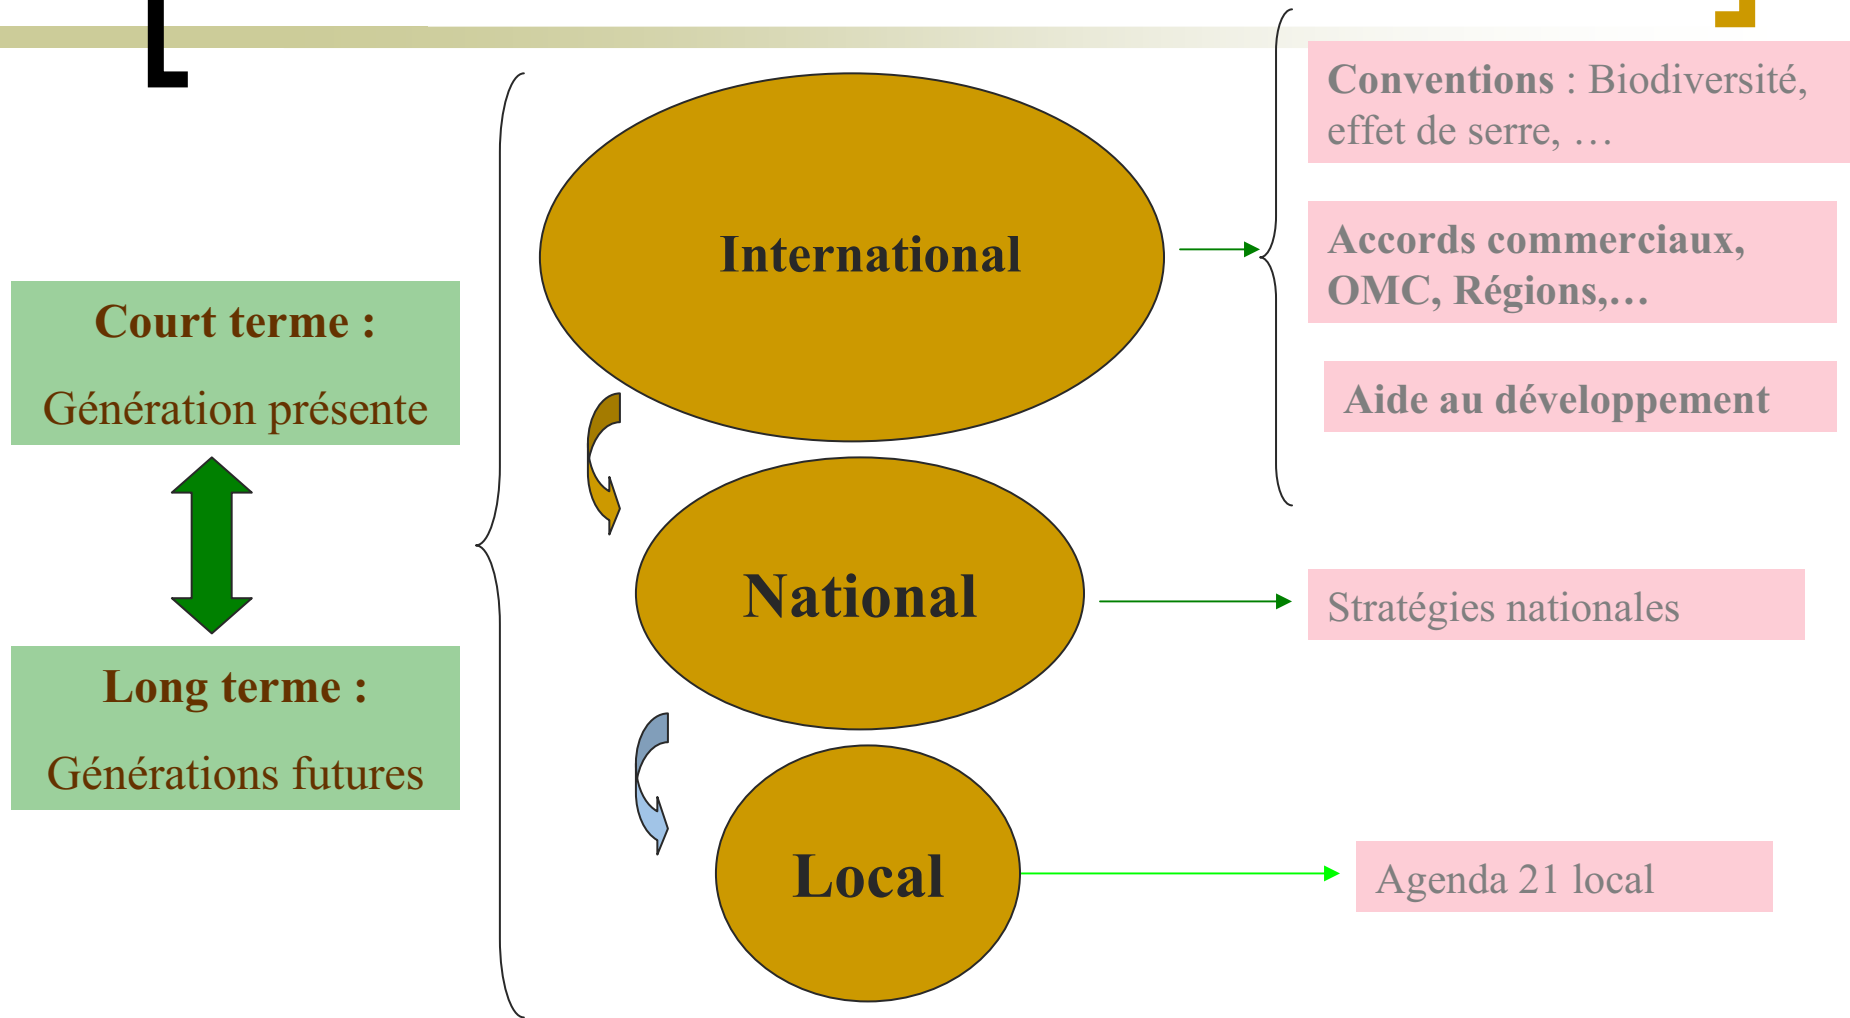 Conventions : Biodiversité,
effet de serre, …
International
Accords commerciaux,
OMC, Régions,…
Court terme :
Génération présente
Aide au développement
National
Stratégies nationales
Long terme :
Générations futures
Local
Agenda 21 local